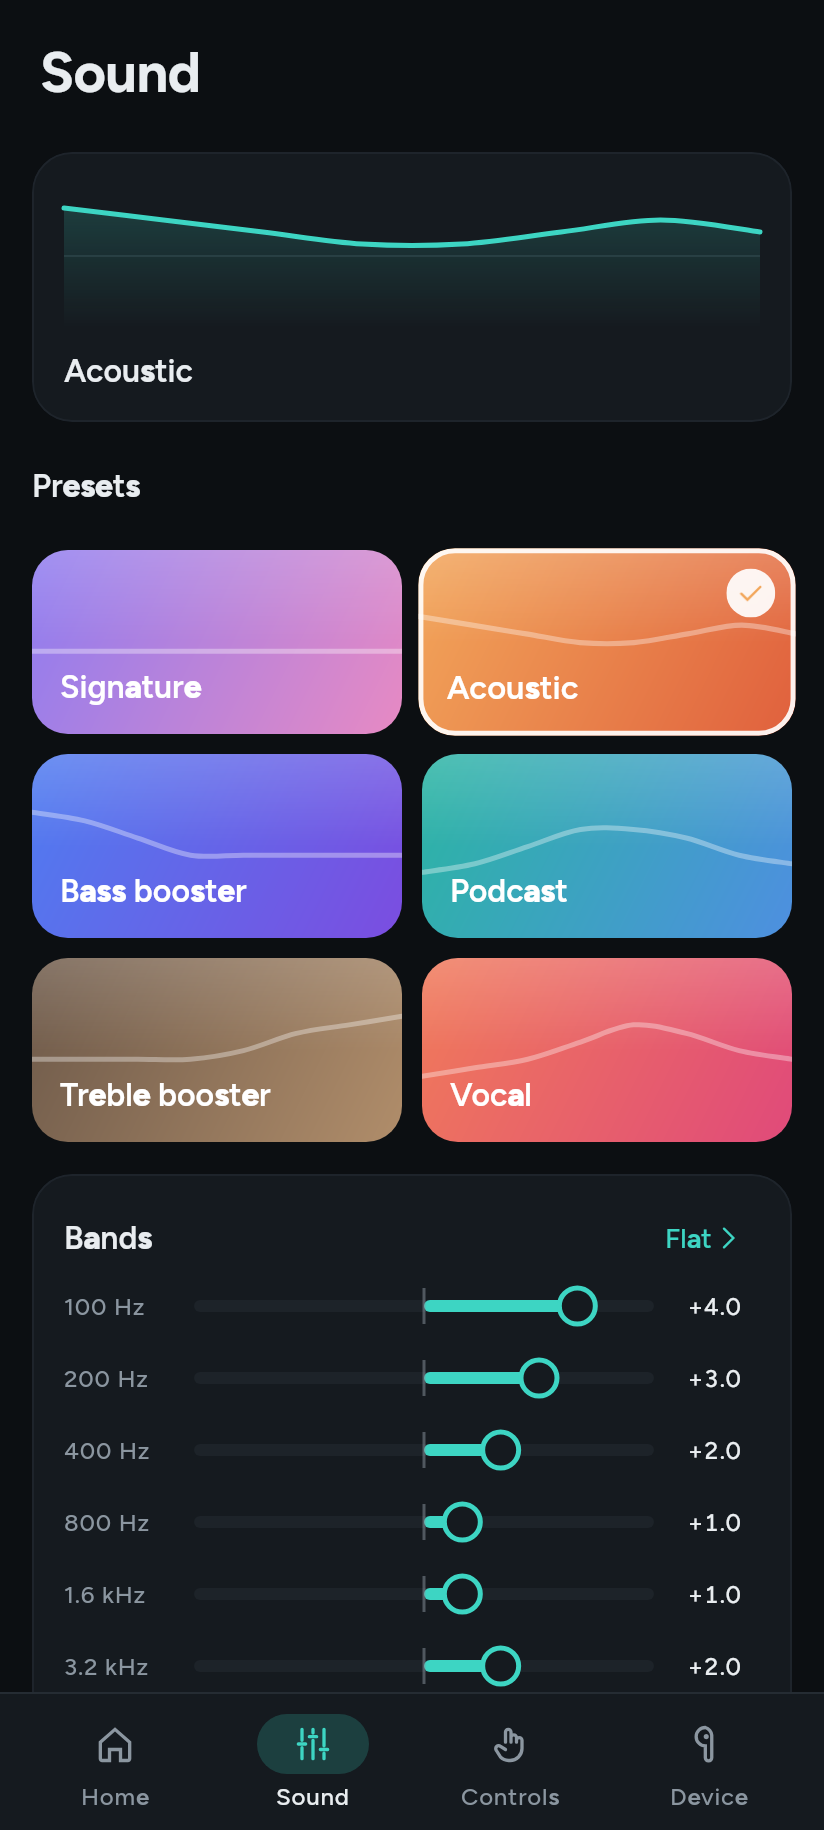 Sound
Acoustic
Presets
Signature
Acoustic
Bass booster
Podcast
Treble booster
Vocal
Bands
Flat
100 Hz +4.0
200 Hz +3.0
400 Hz +2.0
800 Hz +1.0
1.6 kHz +1.0
3.2 kHz +2.0
Home
Sound
Controls
Device